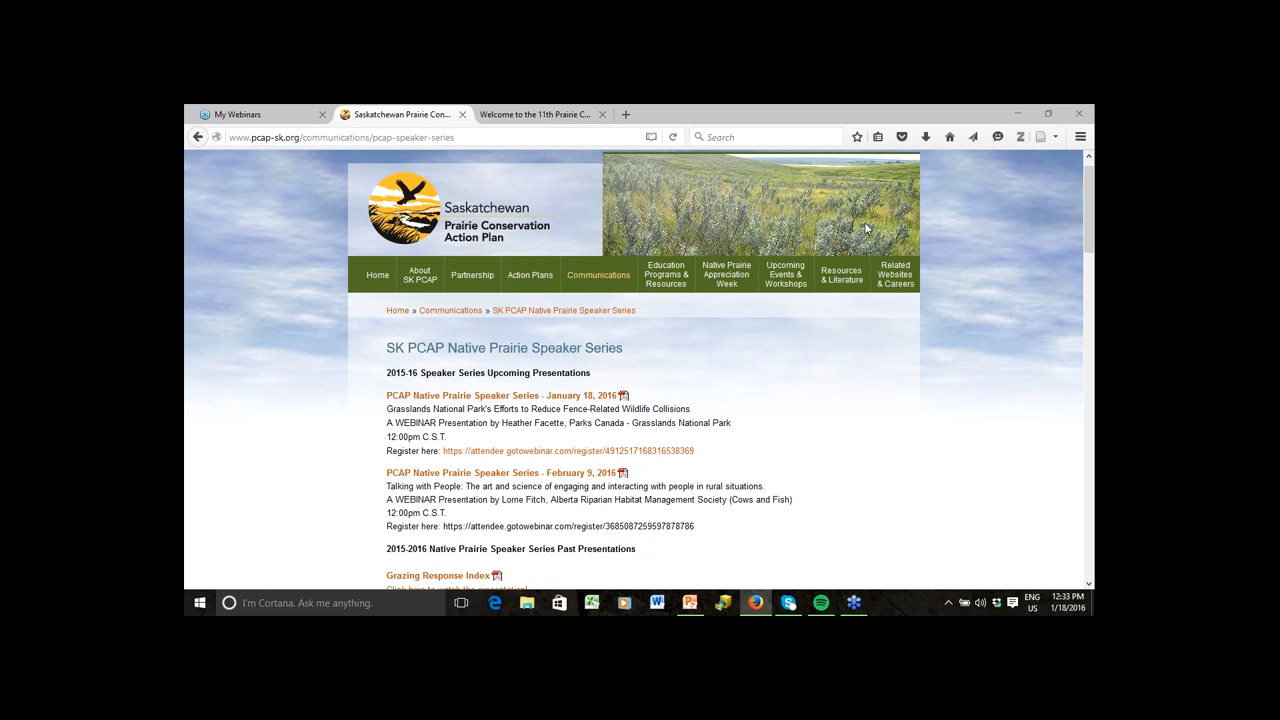 My Webinars
Saskatchewan Prairie Con...
Welcome to the 11th Prairie C...
www.pcap-sk.org/communications/pcap-speaker-series
Search
Saskatchewan
Prairie Conservation
Action Plan
Home
About
SK PCAP
Partnership
Action Plans
Communications
Education
Programs &
Resources
Native Prairie
Appreciation
Week
Upcoming
Events &
Workshops
Resources
& Literature
Related
Websites
& Careers
Home » Communications » SK PCAP Native Prairie Speaker Series
SK PCAP Native Prairie Speaker Series
2015-16 Speaker Series Upcoming Presentations
PCAP Native Prairie Speaker Series - January 18, 2016
Grasslands National Park's Efforts to Reduce Fence-Related Wildlife Collisions
A WEBINAR Presentation by Heather Facette, Parks Canada - Grasslands National Park
12:00pm C.S.T.
Register here: https://attendee.gotowebinar.com/register/4912517168316538369
PCAP Native Prairie Speaker Series - February 9, 2016
Talking with People: The art and science of engaging and interacting with people in rural situations.
A WEBINAR Presentation by Lorne Fitch, Alberta Riparian Habitat Management Society (Cows and Fish)
12:00pm C.S.T.
Register here: https://attendee.gotowebinar.com/register/3685087259597878786
2015-2016 Native Prairie Speaker Series Past Presentations
Grazing Response Index
Click here to watch the presentation!
I'm Cortana. Ask me anything.
ENG
US
12:33 PM
1/18/2016